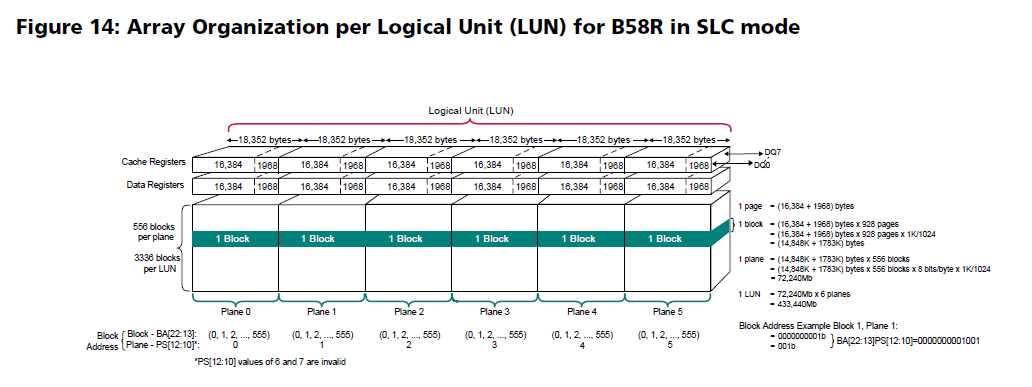 Figure 14: Array Organization per Logical Unit (LUN) for B58R in SLC mode
Logical Unit (LUN)
18,352 bytes 18,352 bytes 18,352 bytes 18,352 bytes 18,352 bytes 18,352 bytes
DQ7
DQ0
Cache Registers 16,384 1968 16,384 1968 16,384 1968 16,384 1968 16,384 1968 16,384 1968
Data Registers 16,384 1968 16,384 1968 16,384 1968 16,384 1968 16,384 1968 16,384 1968
556 blocks
per plane
3336 blocks
per LUN
1 Block 1 Block 1 Block 1 Block 1 Block 1 Block
1 page = (16,384 + 1968) bytes
1 block = (16,384 + 1968) bytes x 928 pages
= (16,384 + 1968) bytes x 928 pages x 1K/1024
= (14,848K + 1783K) bytes
1 plane = (14,848K + 1783K) bytes x 556 blocks
= (14,848K + 1783K) bytes x 556 blocks x 8 bits/byte x 1K/1024
= 72,240Mb
1 LUN = 72,240Mb x 6 planes
= 433,440Mb
Plane 0 Plane 1 Plane 2 Plane 3 Plane 4 Plane 5
Block Address
Block - BA[22:13]: (0, 1, 2, ..., 555) (0, 1, 2, ..., 555) (0, 1, 2, ..., 555) (0, 1, 2, ..., 555) (0, 1, 2, ..., 555) (0, 1, 2, ..., 555)
Plane - PS[12:10]*: 0 1 2 3 4 5
*PS[12:10] values of 6 and 7 are invalid
Block Address Example Block 1, Plane 1:
= 0000000001b
= 001b
BA[22:13]PS[12:10]=0000000001001